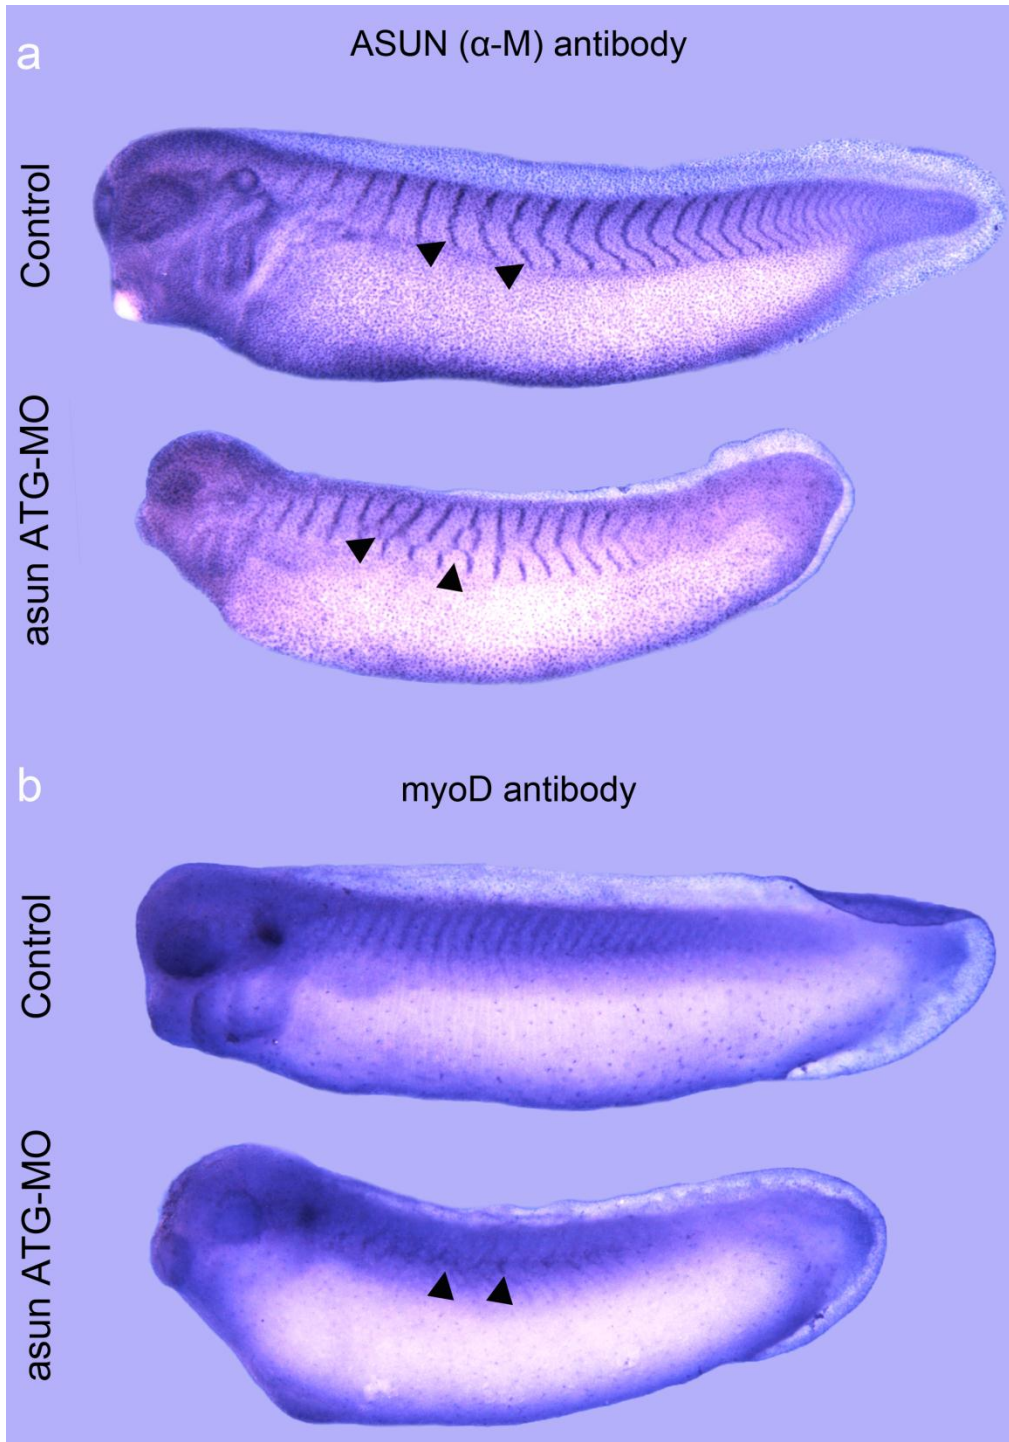 a
ASUN (α-M) antibody
Control
asun ATG-MO
b
myoD antibody
Control
asun ATG-MO